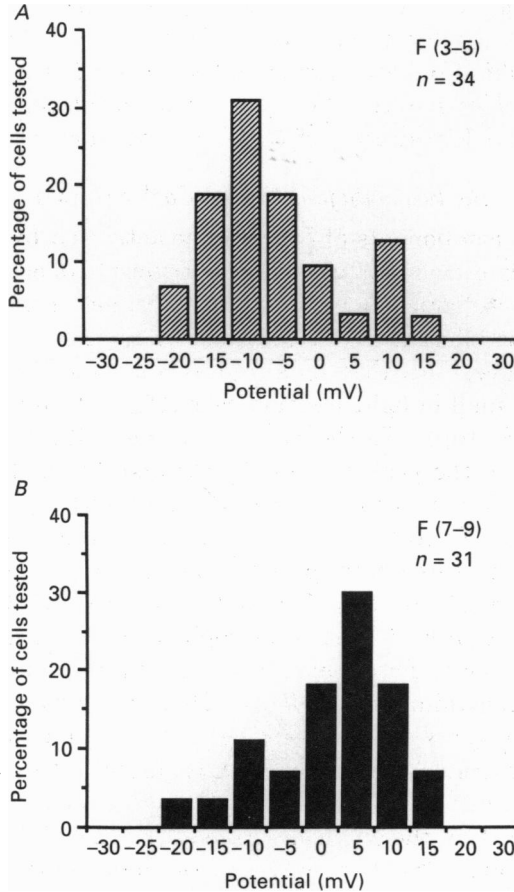 A
F (3–5)
n = 34
Percentage of cells tested
40
30
20
10
0
–30 –25 –20 –15 –10 –5 0 5 10 15 20 30
Potential (mV)
B
F (7–9)
n = 31
Percentage of cells tested
40
30
20
10
0
–30 –25 –20 –15 –10 –5 0 5 10 15 20 30
Potential (mV)